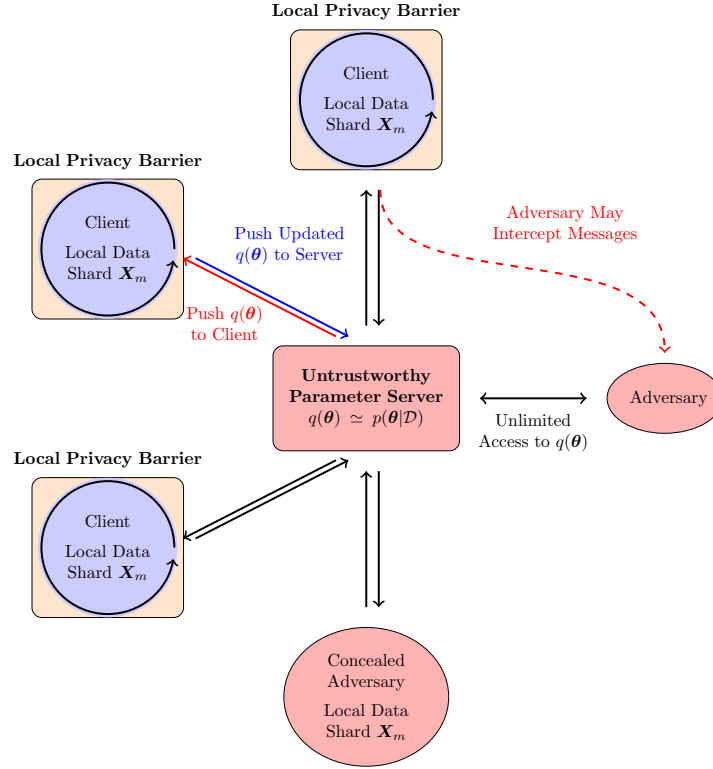 Local Privacy Barrier
Client
Local Data
Shard 𝑿ₘ
Local Privacy Barrier
Client
Local Data
Shard 𝑿ₘ
Push Updated
q(𝜽) to Server
Adversary May
Intercept Messages
Push q(𝜽)
to Client
Untrustworthy
Parameter Server
q(𝜽) ≃ p(𝜽|𝒟)
Adversary
Unlimited
Access to q(𝜽)
Local Privacy Barrier
Client
Local Data
Shard 𝑿ₘ
Concealed
Adversary
Local Data
Shard 𝑿ₘ